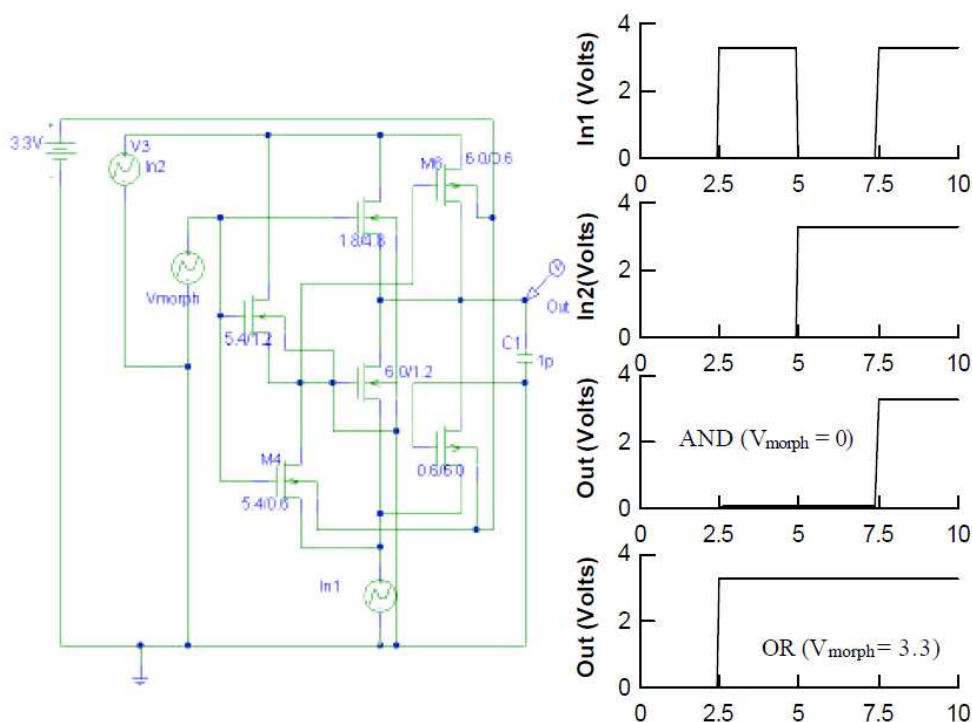 3.3V
V3
In2
Vmorph
1.8/4.8
M6
6.0/0.6
5.4/1.2
6.0/1.2
Out
C1
1p
M4
5.4/0.6
0.6/6.0
In1
In1 (Volts)
4
2
0
0 2.5 5 7.5 10
In2(Volts)
4
2
0
0 2.5 5 7.5 10
Out (Volts)
4
2
0
AND (Vmorph = 0)
0 2.5 5 7.5 10
Out (Volts)
4
2
0
OR (Vmorph = 3.3)
0 2.5 5 7.5 10